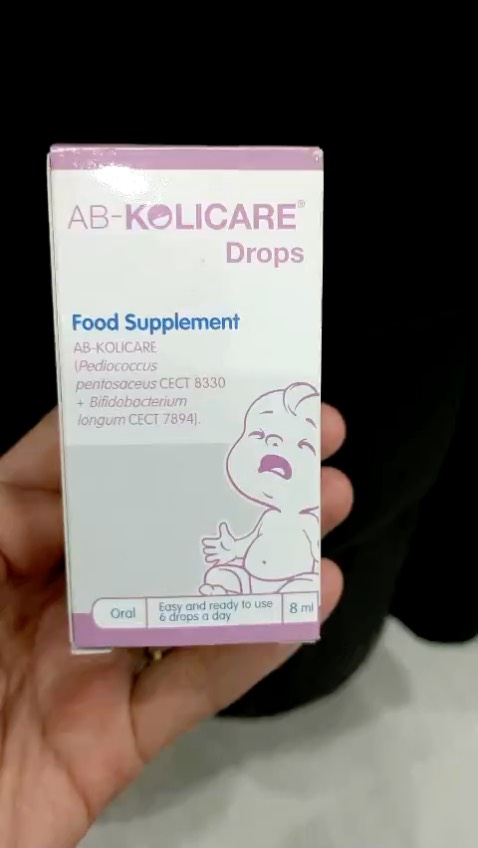 AB-KOLICARE®
Drops
Food Supplement
AB-KOLICARE
(Pediococcus
pentosaceus CECT 8330
+ Bifidobacterium
longum CECT 7894).
Oral
Easy and ready to use
6 drops a day
8 ml